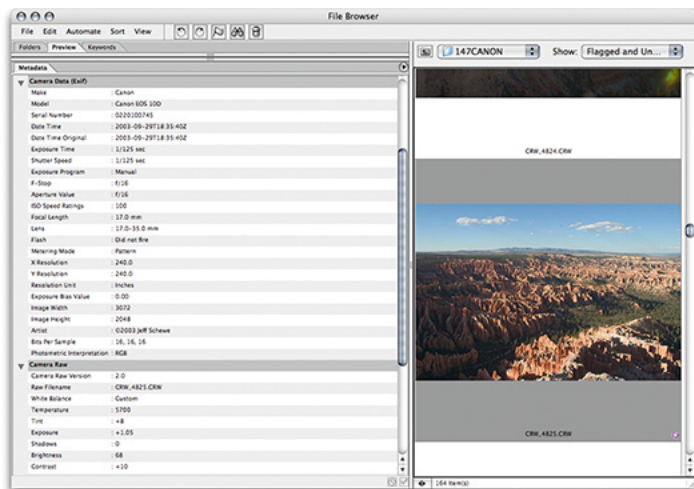 File Browser
File Edit Automate Sort View
Folders Preview Keywords
Metadata
Camera Data (Exif)
Make : Canon
Model : Canon EOS 10D
Serial Number : 0220100745
Date Time : 2003-09-29T18:35:40Z
Date Time Original : 2003-09-29T18:35:40Z
Exposure Time : 1/125 sec
Shutter Speed : 1/125 sec
Exposure Program : Manual
F-Stop : f/16
Aperture Value : f/16
ISO Speed Ratings : 100
Focal Length : 17.0 mm
Lens : 17.0-35.0 mm
Flash : Did not fire
Metering Mode : Pattern
X Resolution : 240.0
Y Resolution : 240.0
Resolution Unit : Inches
Exposure Bias Value : 0.00
Image Width : 3072
Image Height : 2048
Artist : ©2003 Jeff Schewe
Bits Per Sample : 16, 16, 16
Photometric Interpretation : RGB
Camera Raw
Camera Raw Version : 2.0
Raw Filename : CRW_4825.CRW
White Balance : Custom
Temperature : 5700
Tint : +8
Exposure : +1.05
Shadows : 0
Brightness : 68
Contrast : +10
147CANON Show: Flagged and Un...
CRW_4824.CRW
CRW_4825.CRW
164 Item(s)